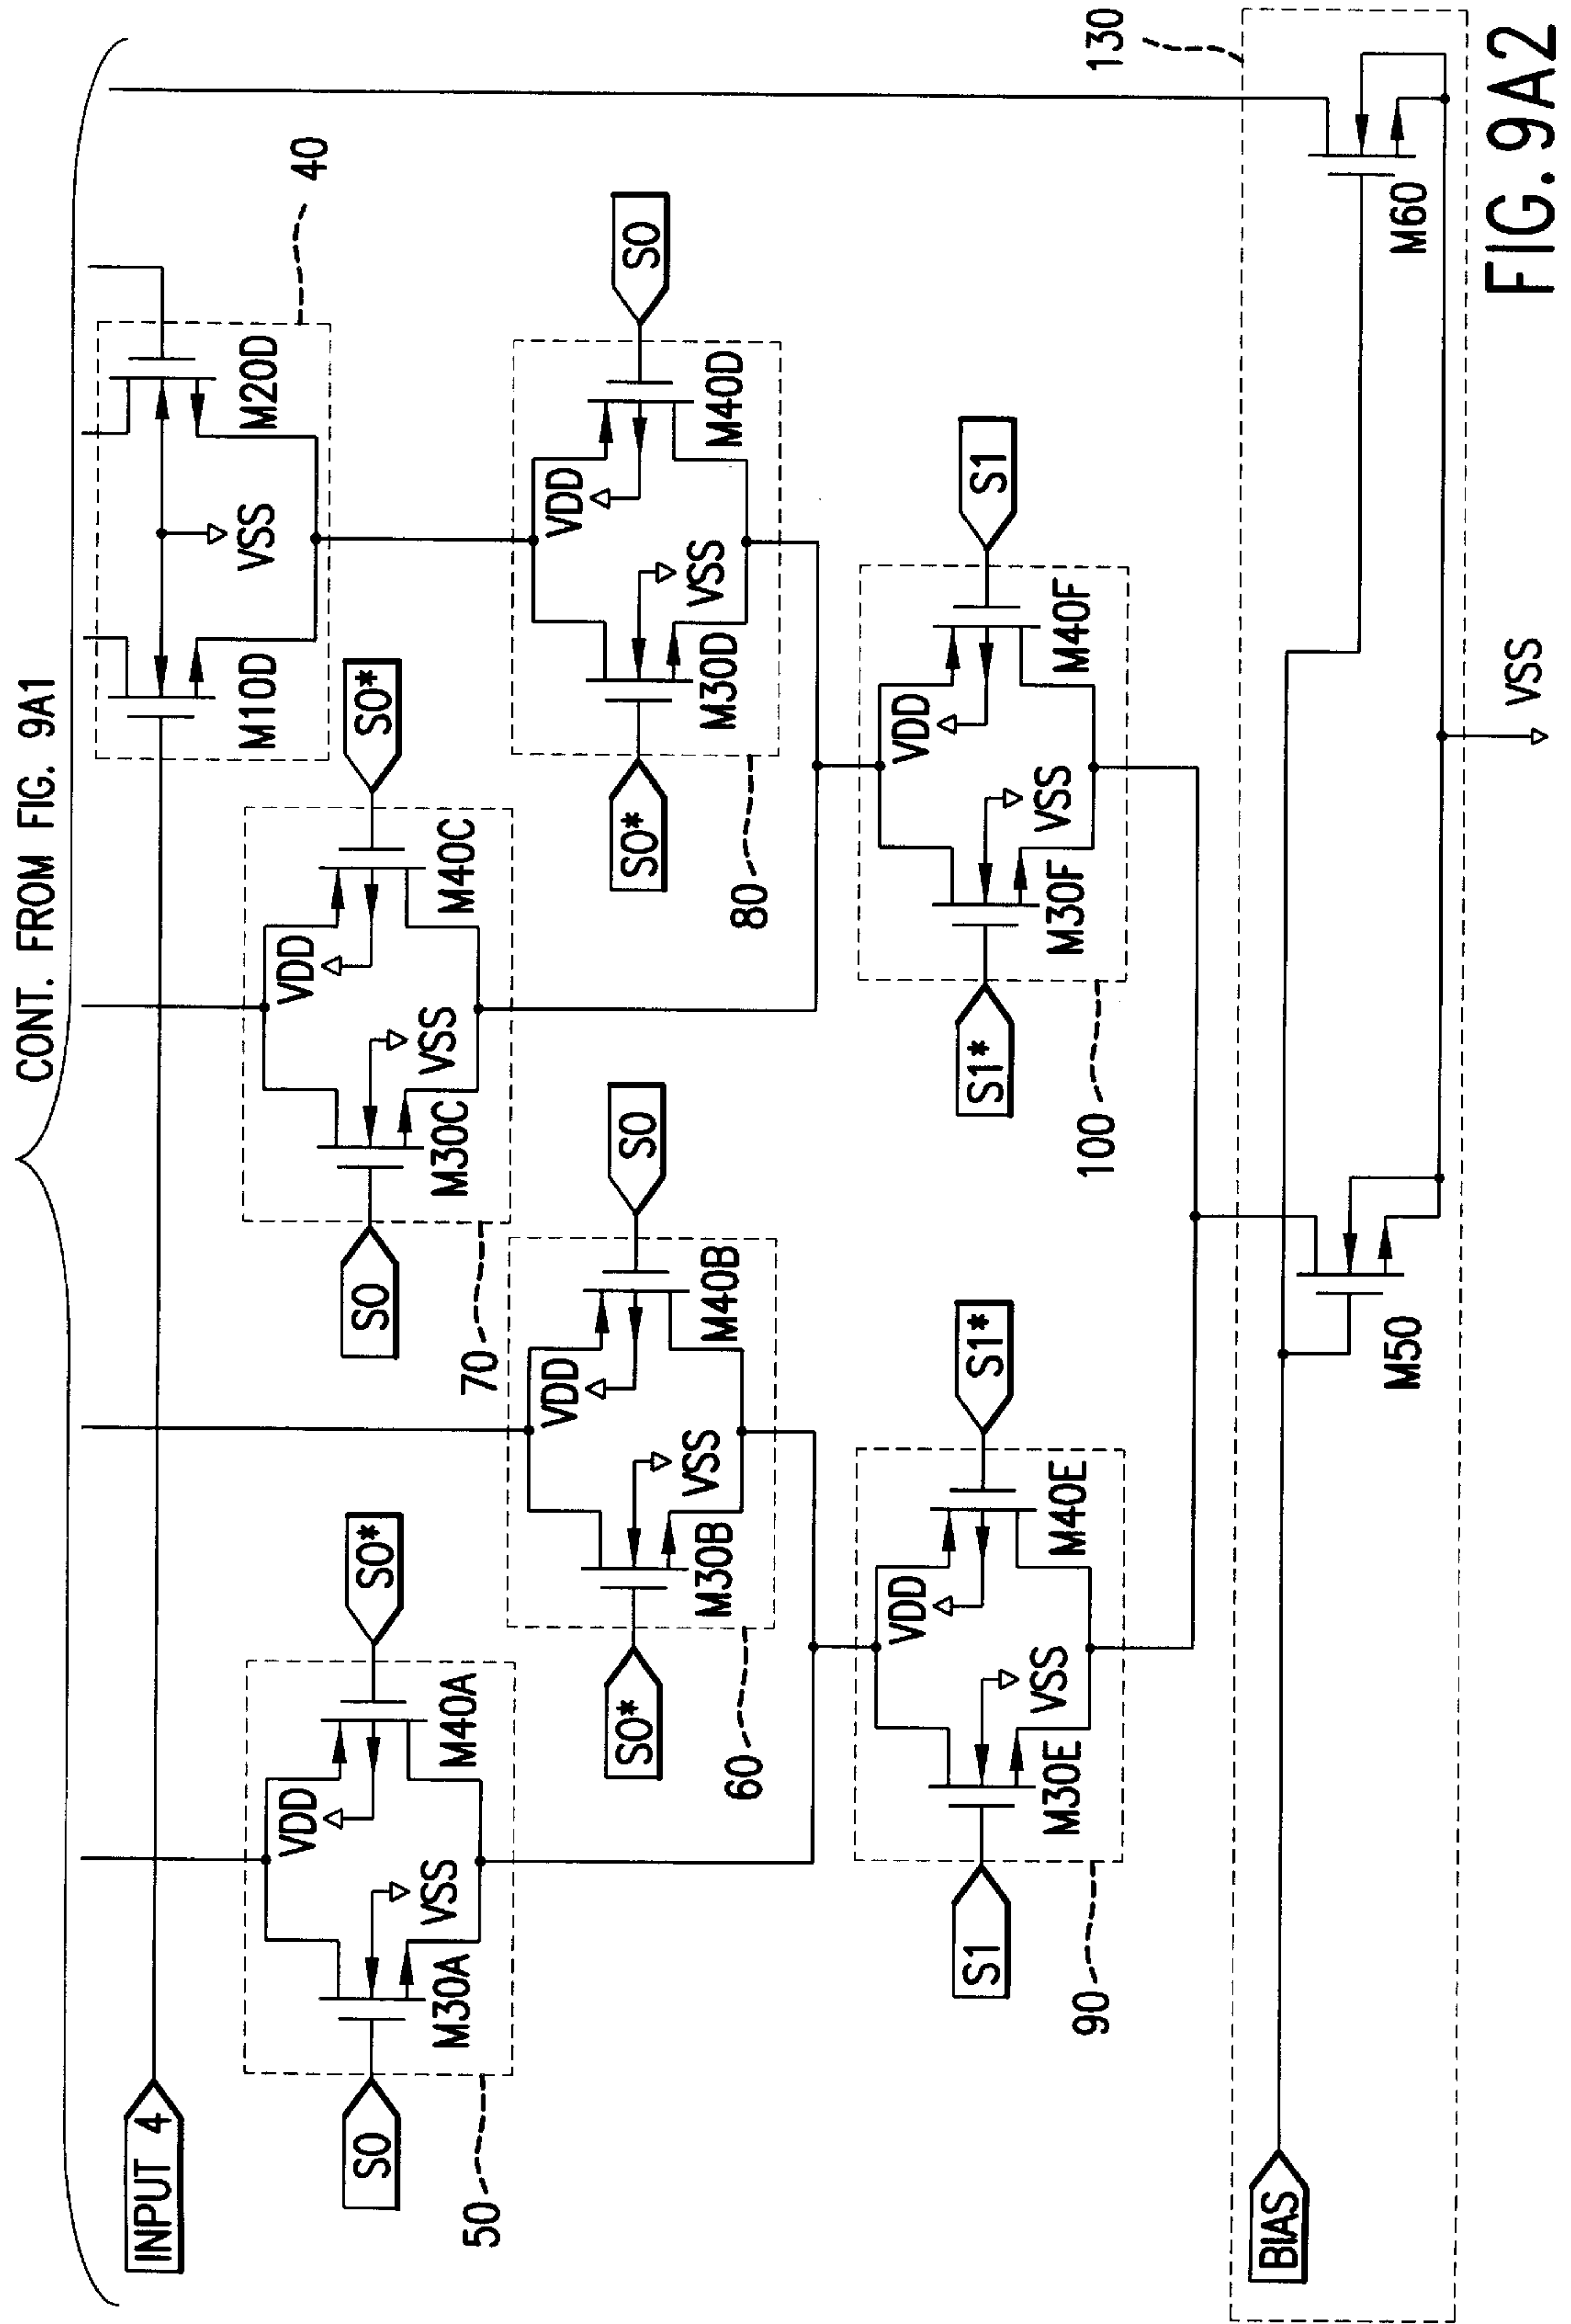 CONT. FROM FIG. 9A1
INPUT 4
M10D
VSS
M20D
40
S0
M30A
VSS
VDD
M40A
S0*
50
S0*
M30B
VSS
VDD
M40B
S0
60
S0
M30C
VSS
VDD
M40C
S0*
70
S0*
M30D
VSS
VDD
M40D
S0
80
S1
M30E
VSS
VDD
M40E
S1*
90
S1*
M30F
VSS
VDD
M40F
S1
100
130
BIAS
M50
M60
VSS
FIG. 9A2